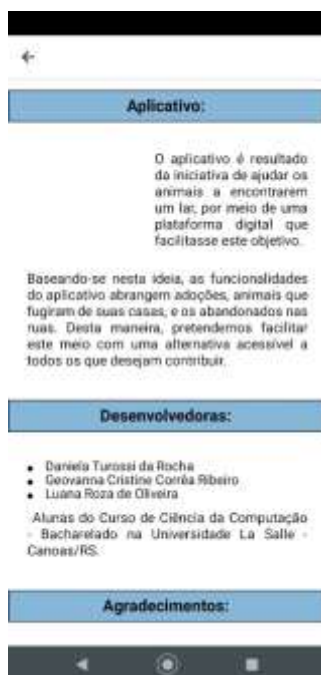 Aplicativo:
O aplicativo é resultado
da iniciativa de ajudar os
animais a encontrarem
um lar, por meio de uma
plataforma digital que
facilitasse este objetivo.
Baseando-se nesta ideia, as funcionalidades
do aplicativo abrangem adoções, animais que
fugiram de suas casas, e os abandonados nas
ruas. Desta maneira, pretendemos facilitar
este meio com uma alternativa acessível a
todos os que desejam contribuir.
Desenvolvedoras:
• Daniela Turossi da Rocha
• Geovanna Cristine Corrêa Ribeiro
• Luana Roza de Oliveira
Alunas do Curso de Ciência da Computação
- Bacharelado na Universidade La Salle -
Canoas/RS.
Agradecimentos: